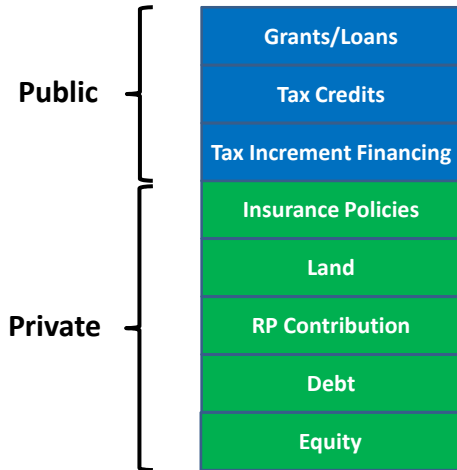 Public
Grants/Loans
Tax Credits
Tax Increment Financing
Private
Insurance Policies
Land
RP Contribution
Debt
Equity